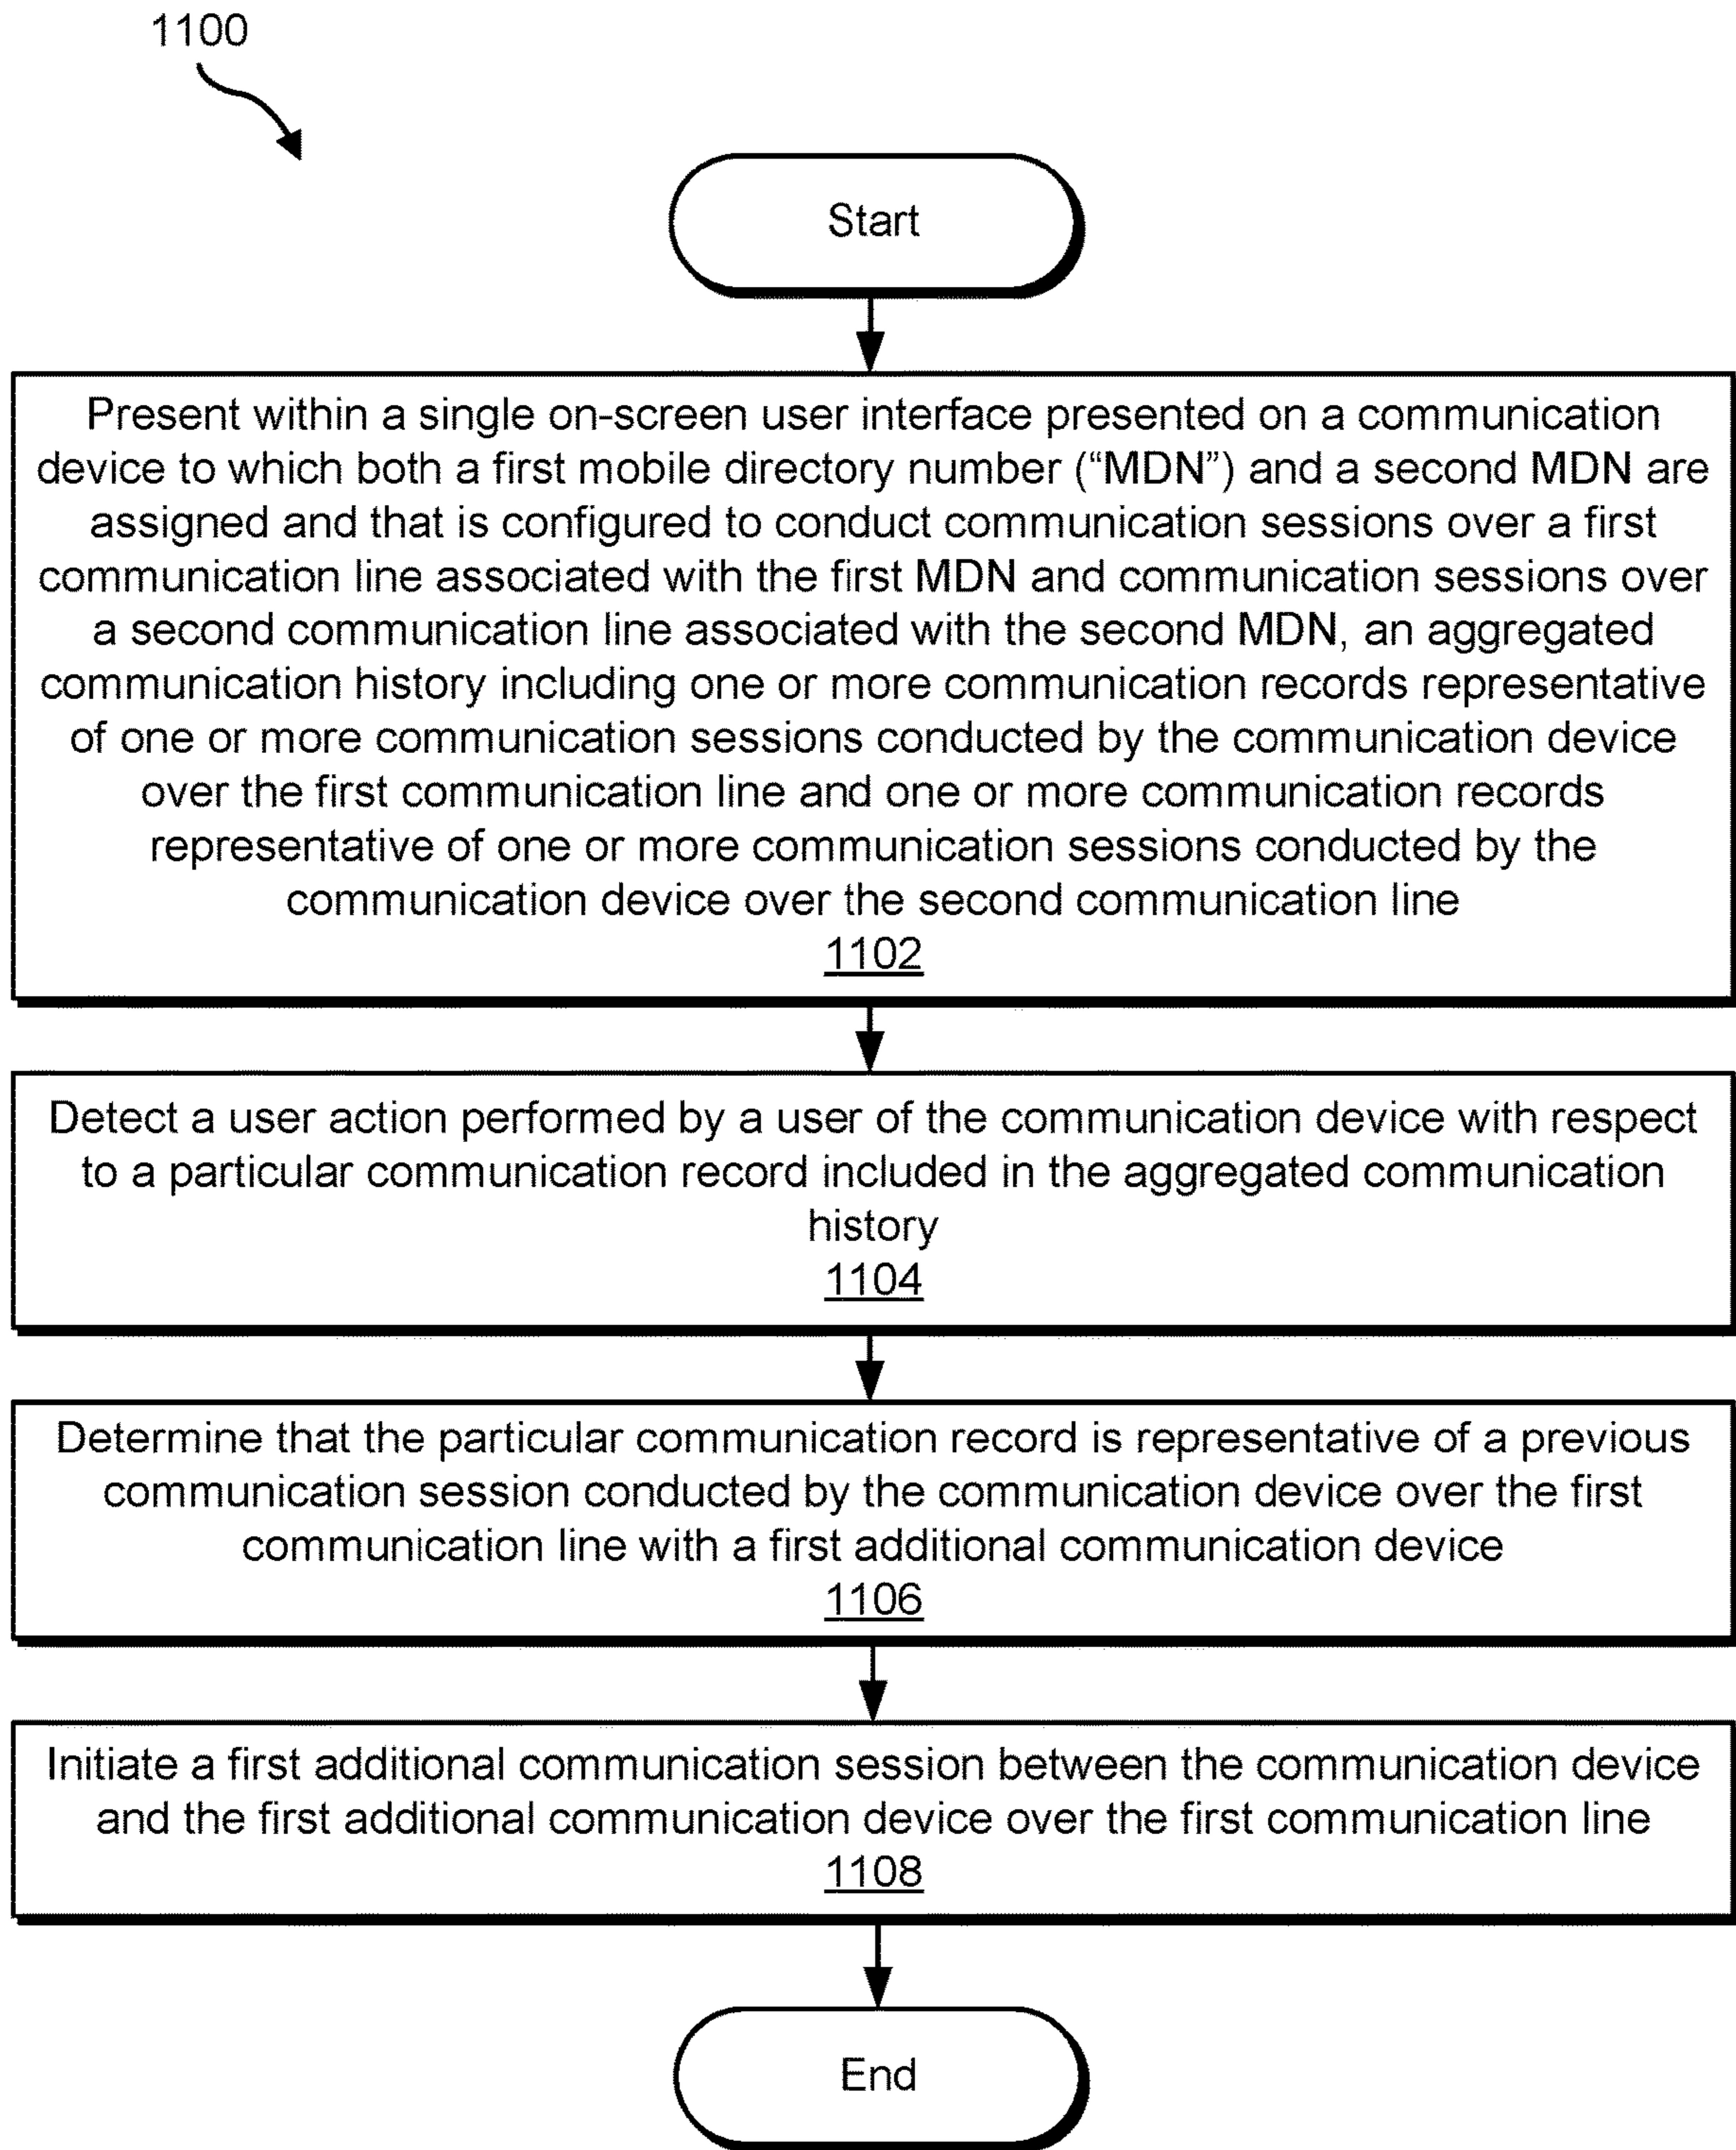 1100
Start
Present within a single on-screen user interface presented on a communication
device to which both a first mobile directory number (“MDN”) and a second MDN are
assigned and that is configured to conduct communication sessions over a first
communication line associated with the first MDN and communication sessions over
a second communication line associated with the second MDN, an aggregated
communication history including one or more communication records representative
of one or more communication sessions conducted by the communication device
over the first communication line and one or more communication records
representative of one or more communication sessions conducted by the
communication device over the second communication line
1102
Detect a user action performed by a user of the communication device with respect
to a particular communication record included in the aggregated communication
history
1104
Determine that the particular communication record is representative of a previous
communication session conducted by the communication device over the first
communication line with a first additional communication device
1106
Initiate a first additional communication session between the communication device
and the first additional communication device over the first communication line
1108
End